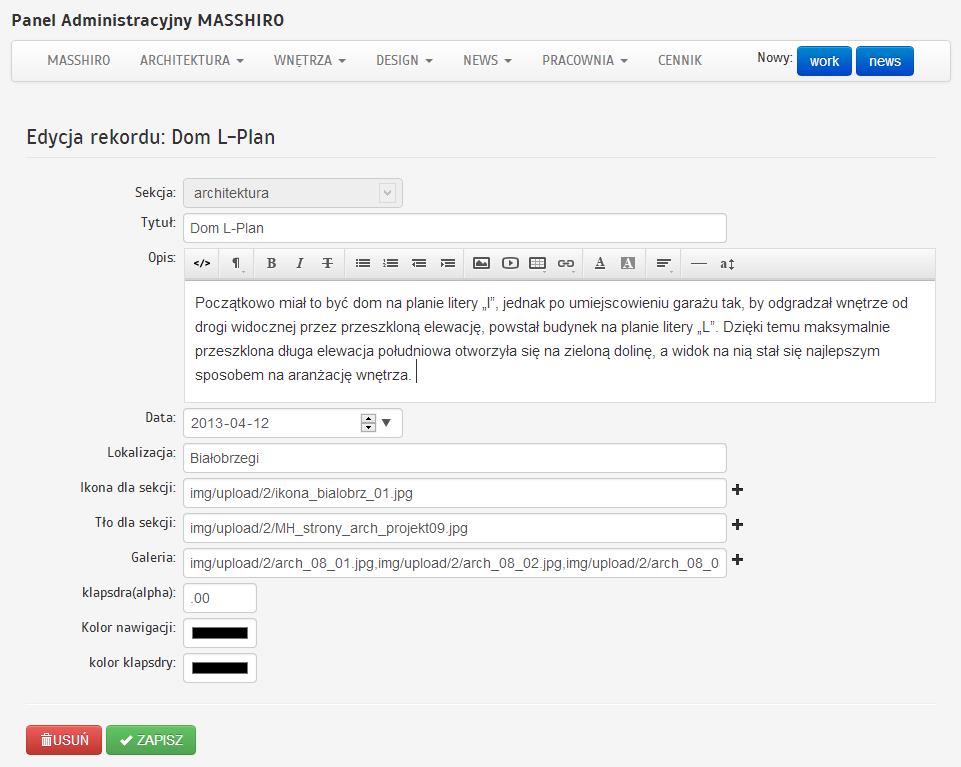 Panel Administracyjny MASSHIRO
MASSHIRO ARCHITEKTURA WNĘTRZA DESIGN NEWS PRACOWNIA CENNIK Nowy: work news
Edycja rekordu: Dom L-Plan
Sekcja: architektura
Tytuł: Dom L-Plan
Opis:
Początkowo miał to być dom na planie litery „I”, jednak po umiejscowieniu garażu tak, by odgradzał wnętrze od
drogi widocznej przez przeszkloną elewację, powstał budynek na planie litery „L”. Dzięki temu maksymalnie
przeszklona długa elewacja południowa otworzyła się na zieloną dolinę, a widok na nią stał się najlepszym
sposobem na aranżację wnętrza.
Data: 2013-04-12
Lokalizacja: Białobrzegi
Ikona dla sekcji: img/upload/2/ikona_bialobrz_01.jpg
Tło dla sekcji: img/upload/2/MH_strony_arch_projekt09.jpg
Galeria: img/upload/2/arch_08_01.jpg,img/upload/2/arch_08_02.jpg,img/upload/2/arch_08_0
klapsdra(alpha): .00
Kolor nawigacji:
kolor klapsdry:
USUŃ ZAPISZ